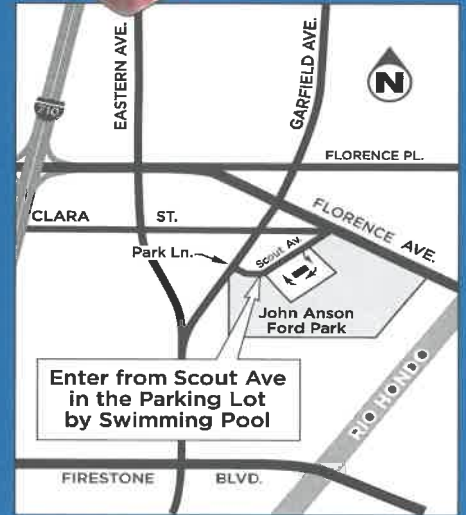 EASTERN AVE.
GARFIELD AVE.
N
710
FLORENCE PL.
CLARA ST.
FLORENCE AVE.
Park Ln.
Scout Av.
John Anson
Ford Park
Enter from Scout Ave
in the Parking Lot
by Swimming Pool
RIO HONDO
FIRESTONE BLVD.